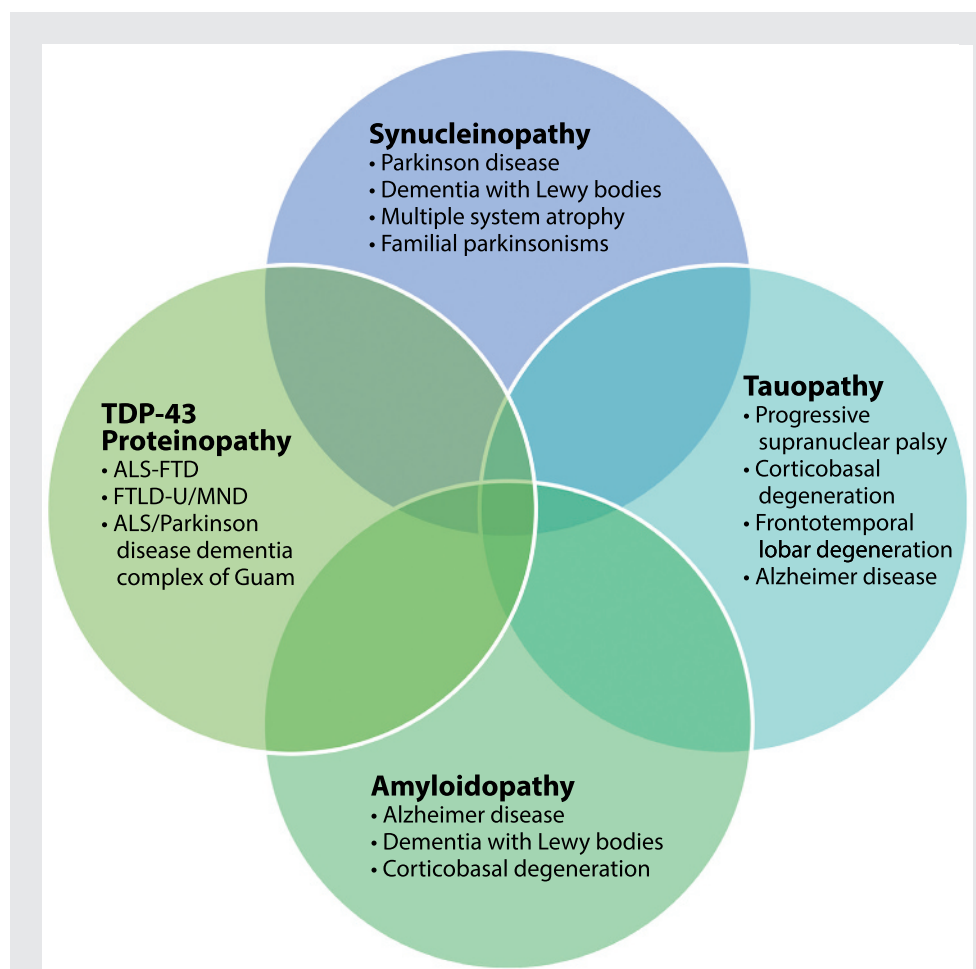 Synucleinopathy
• Parkinson disease
• Dementia with Lewy bodies
• Multiple system atrophy
• Familial parkinsonisms
TDP-43
Proteinopathy
• ALS-FTD
• FTLD-U/MND
• ALS/Parkinson
disease dementia
complex of Guam
Tauopathy
• Progressive
supranuclear palsy
• Corticobasal
degeneration
• Frontotemporal
lobar degeneration
• Alzheimer disease
Amyloidopathy
• Alzheimer disease
• Dementia with Lewy bodies
• Corticobasal degeneration